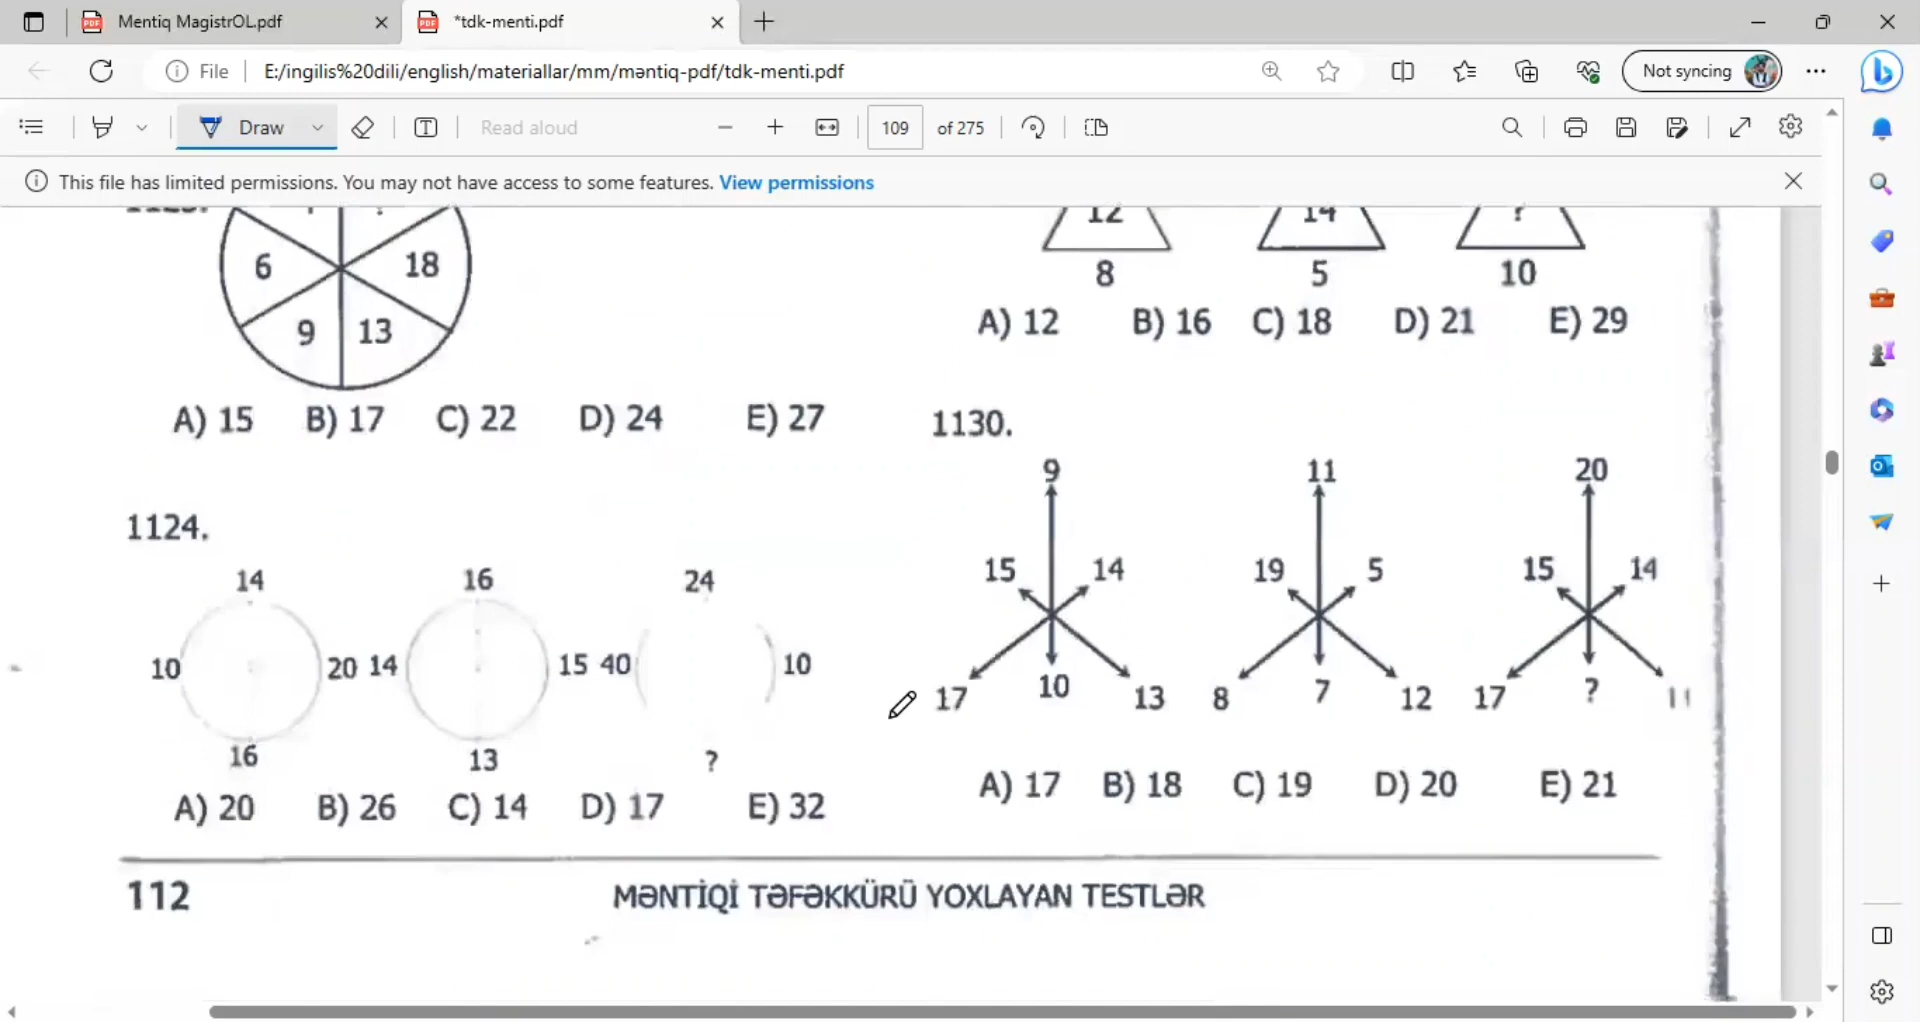 Mentiq MagistrOL.pdf
*tdk-menti.pdf
File
E:/ingilis%20dili/english/materiallar/mm/məntiq-pdf/tdk-menti.pdf
Not syncing
Draw
Read aloud
109 of 275
This file has limited permissions. You may not have access to some features. View permissions
6 18
9 13
A) 15 B) 17 C) 22 D) 24 E) 27
1124.
14 16 24
10 20 14 15 40 10
16 13 ?
A) 20 B) 26 C) 14 D) 17 E) 32
12 14 ?
8 5 10
A) 12 B) 16 C) 18 D) 21 E) 29
1130.
9 11 20
15 14 19 5 15 14
17 10 13 8 7 12 17 ?
A) 17 B) 18 C) 19 D) 20 E) 21
112 MƏNTİQİ TƏFƏKKÜRÜ YOXLAYAN TESTLƏR